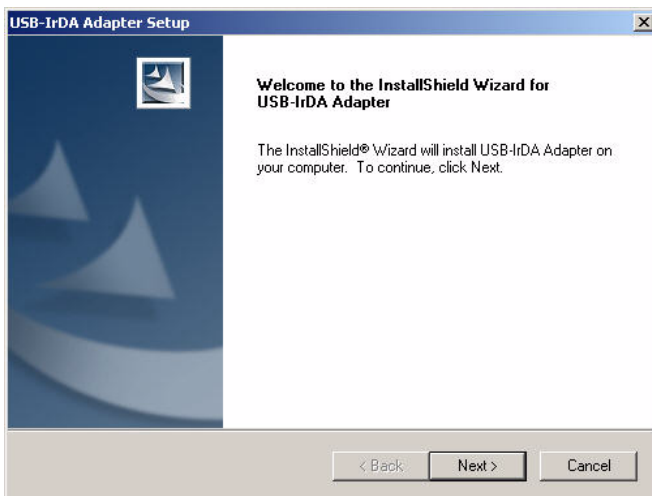 USB-IrDA Adapter Setup
Welcome to the InstallShield Wizard for
USB-IrDA Adapter
The InstallShield® Wizard will install USB-IrDA Adapter on
your computer. To continue, click Next.
< Back Next > Cancel